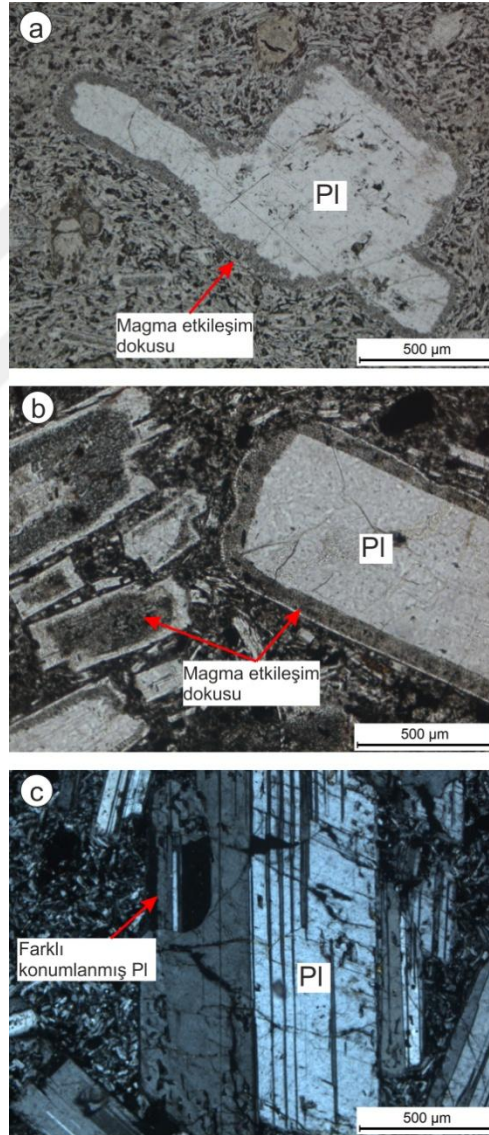 a
Pl
Magma etkileşim
dokusu
500 µm
b
Pl
Magma etkileşim
dokusu
500 µm
c
Farklı
konumlanmış Pl
Pl
500 µm